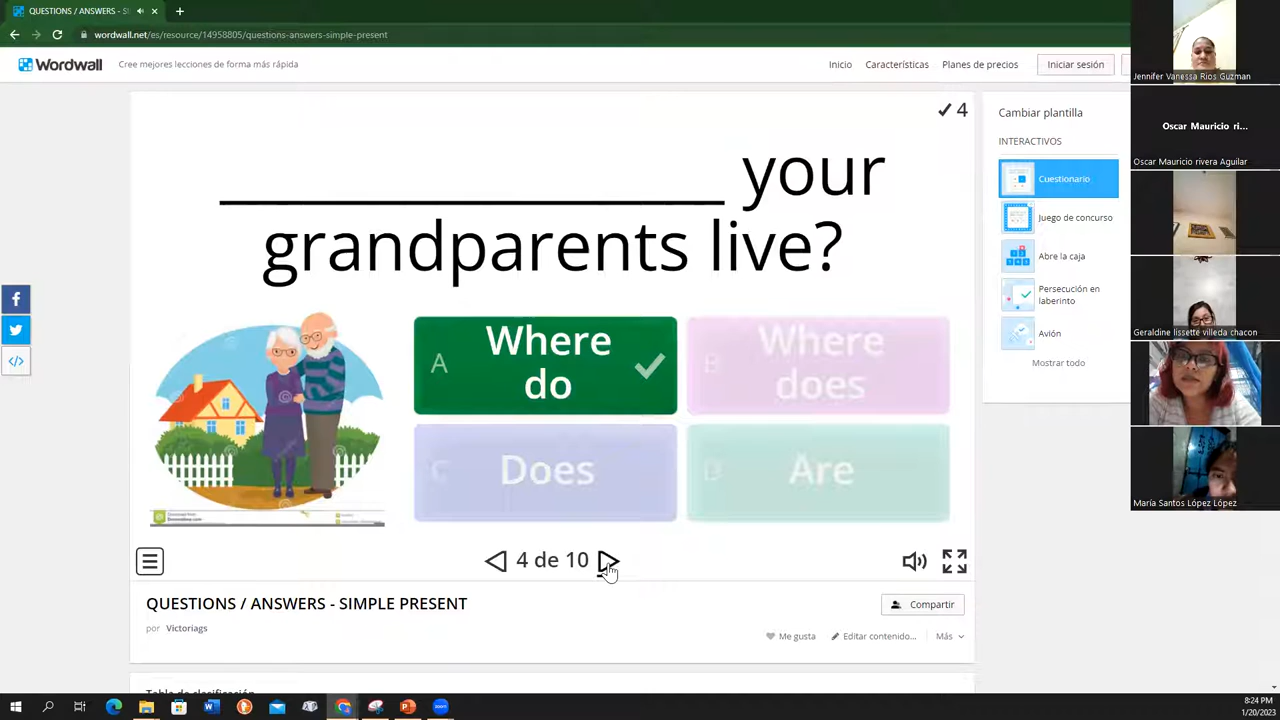 QUESTIONS / ANSWERS - SI
wordwall.net/es/resource/14958805/questions-answers-simple-present
Wordwall
Cree mejores lecciones de forma más rápida
Inicio
Características
Planes de precios
Iniciar sesión
4
your
grandparents live?
A
Where
do
B
Where
does
C
Does
D
Are
4 de 10
QUESTIONS / ANSWERS - SIMPLE PRESENT
por Victoriags
Compartir
Me gusta
Editar contenido...
Más
Tabla de clasificación
Cambiar plantilla
INTERACTIVOS
Cuestionario
Juego de concurso
Abre la caja
Persecución en
laberinto
Avión
Mostrar todo
Jennifer Vanessa Rios Guzman
Oscar Mauricio ri...
Oscar Mauricio rivera Aguilar
Geraldine lissette villeda chacon
María Santos López López
8:24 PM
1/20/2023